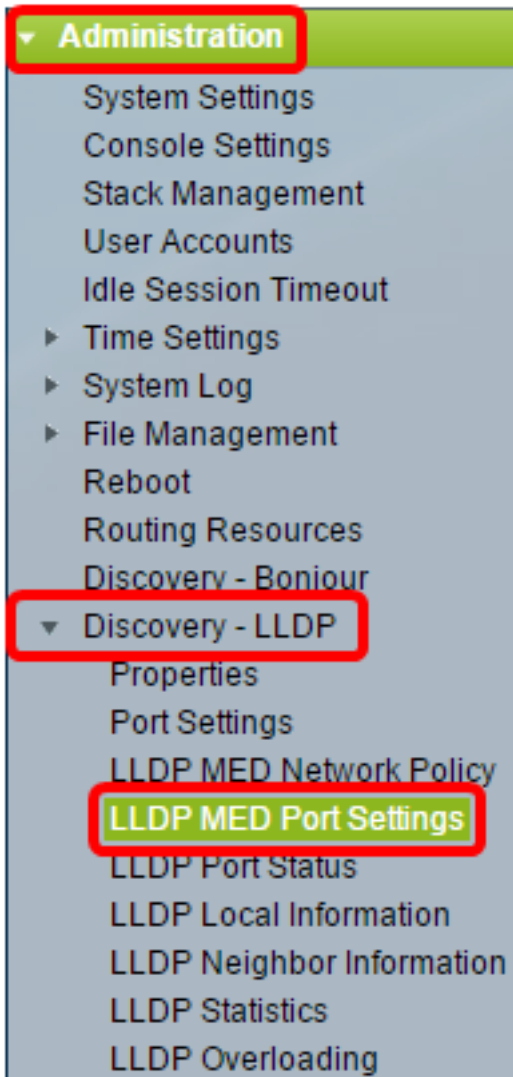 Administration
System Settings
Console Settings
Stack Management
User Accounts
Idle Session Timeout
Time Settings
System Log
File Management
Reboot
Routing Resources
Discovery - Bonjour
Discovery - LLDP
Properties
Port Settings
LLDP MED Network Policy
LLDP MED Port Settings
LLDP Port Status
LLDP Local Information
LLDP Neighbor Information
LLDP Statistics
LLDP Overloading